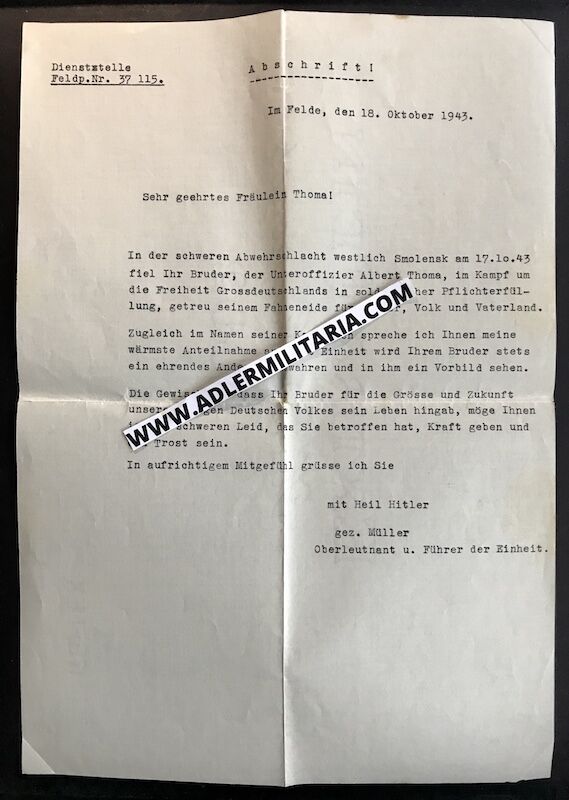 Dienststelle
Feldp.Nr. 37 115.
Abschrift!
Im Felde, den 18. Oktober 1943.
Sehr geehrtes Fräulein Thoma!
In der schweren Abwehrschlacht westlich Smolensk am 17.10.43
fiel Ihr Bruder, der Unteroffizier Albert Thoma, im Kampf um
die Freiheit Grossdeutschlands in Pflichterfül-
lung, getreu seinem Fahneneide Volk und Vaterland.
Zugleich im Namen seiner spreche ich Ihnen meine
wärmste Anteilnahme Einheit wird Ihrem Bruder stets
ein ehrendes und in ihm ein Vorbild sehen.
Die dass Ihr Bruder für die Grösse und Zukunft
Deutschen Volkes sein Leben hingab, möge Ihnen
schweren Leid, das Sie betroffen hat, Kraft geben und
Trost sein.
In aufrichtigem Mitgefühl grüsse ich Sie
mit Heil Hitler
gez. Müller
Oberleutnant u. Führer der Einheit.
WWW.ADLERMILITARIA.COM